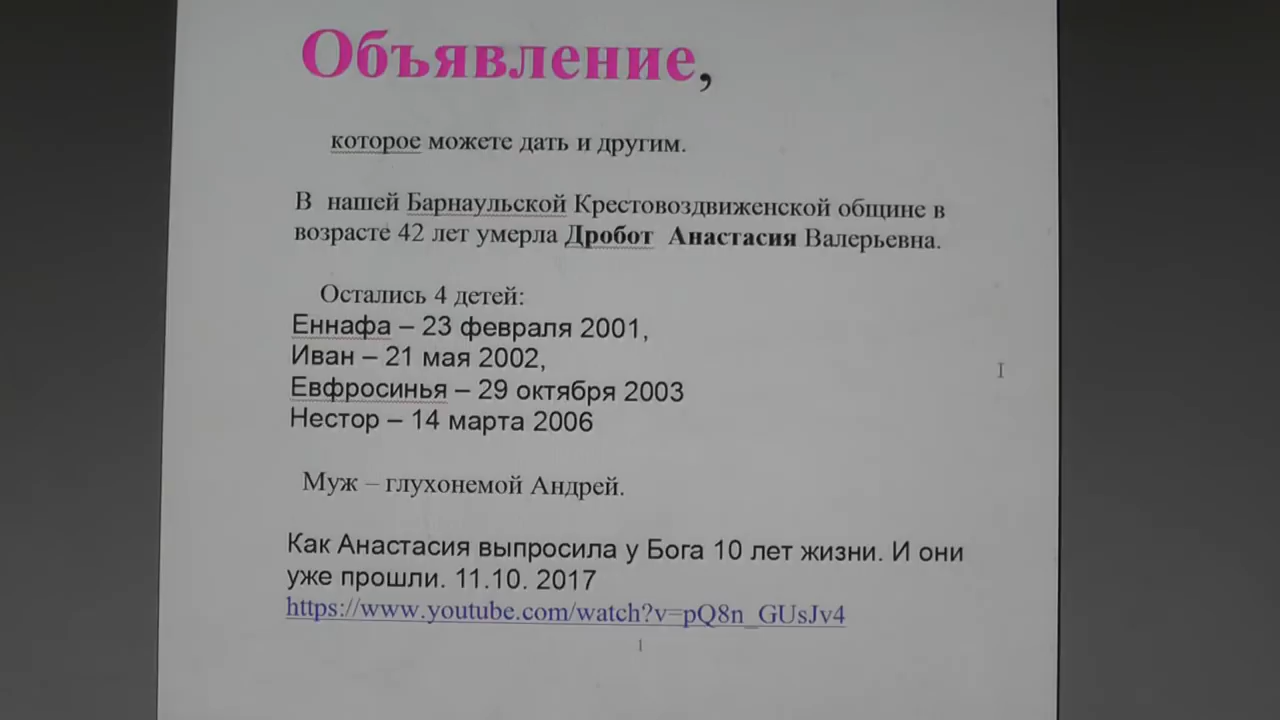 Объявление,
которое можете дать и другим.
В нашей Барнаульской Крестовоздвиженской общине в
возрасте 42 лет умерла Дробот Анастасия Валерьевна.
Остались 4 детей:
Еннафа – 23 февраля 2001,
Иван – 21 мая 2002,
Евфросинья – 29 октября 2003
Нестор – 14 марта 2006
Муж – глухонемой Андрей.
Как Анастасия выпросила у Бога 10 лет жизни. И они
уже прошли. 11.10. 2017
https://www.youtube.com/watch?v=pQ8n_GUsJv4
1